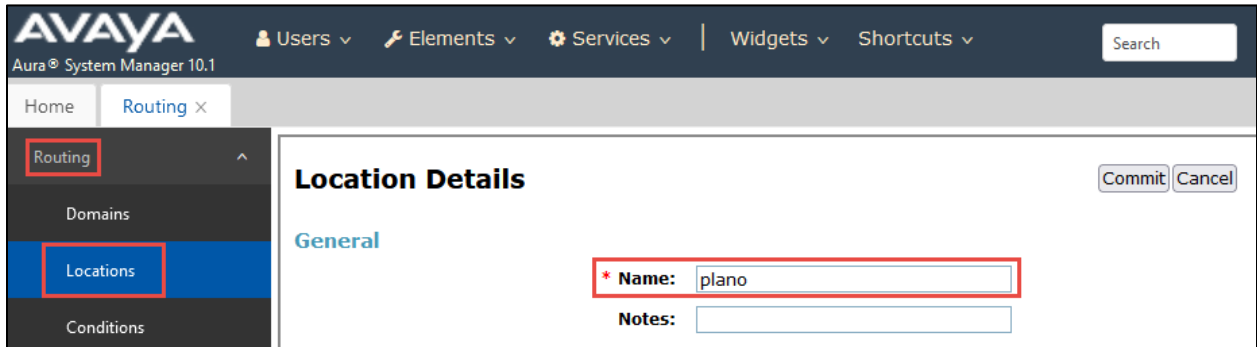 AVAYA
Aura® System Manager 10.1
Users Elements Services | Widgets Shortcuts Search
Home Routing ×
Routing
Domains
Locations
Conditions
Location Details
Commit Cancel
General
* Name: plano
Notes: